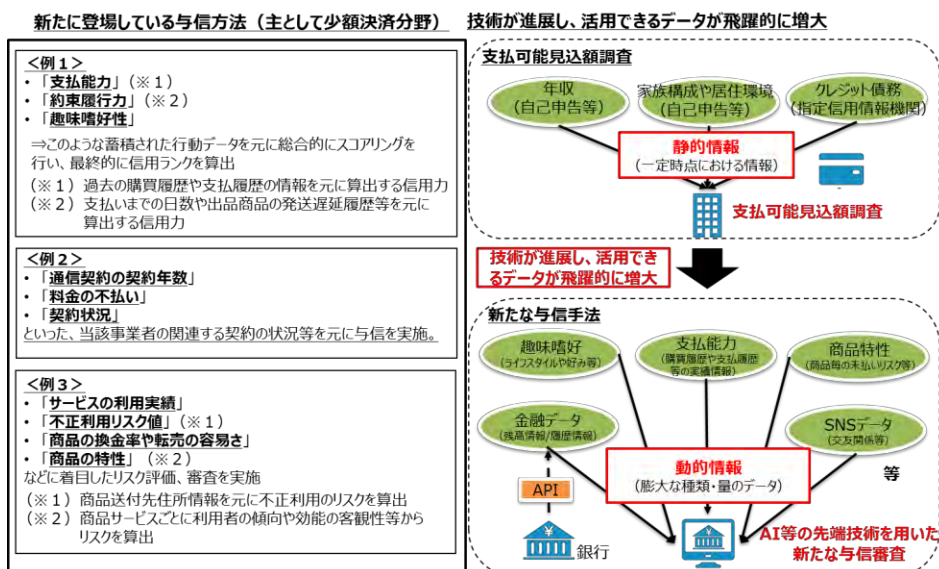 新たに登場している与信方法（主として少額決済分野）
＜例１＞
・「支払能力」（※１）
・「約束履行力」（※２）
・「趣味嗜好性」
⇒このような蓄積された行動データを元に総合的にスコアリングを
行い、最終的に信用ランクを算出
（※１）過去の購買履歴や支払履歴の情報を元に算出する信用力
（※２）支払いまでの日数や出品商品の発送遅延履歴等を元に
算出する信用力
＜例２＞
・「通信契約の契約年数」
・「料金の不払い」
・「契約状況」
といった、当該事業者の関連する契約の状況等を元に与信を実施。
＜例３＞
・「サービスの利用実績」
・「不正利用リスク値」（※１）
・「商品の換金率や転売の容易さ」
・「商品の特性」（※２）
などに着目したリスク評価、審査を実施
（※１）商品送付先住所情報を元に不正利用のリスクを算出
（※２）商品サービスごとに利用者の傾向や効能の客観性等から
リスクを算出
技術が進展し、活用できるデータが飛躍的に増大
支払可能見込額調査
年収
（自己申告等）
家族構成や居住環境
（自己申告等）
クレジット債務
（指定信用情報機関）
静的情報
（一定時点における情報）
支払可能見込額調査
技術が進展し、活用でき
るデータが飛躍的に増大
新たな与信手法
趣味嗜好
（ライフスタイルや好み等）
支払能力
（購買履歴や支払履歴
等の実績情報）
商品特性
（商品毎の未払いリスク等）
金融データ
（残高情報/履歴情報）
SNSデータ
（交友関係等）
等
動的情報
（膨大な種類・量のデータ）
API
¥
銀行
¥
AI等の先端技術を用いた
新たな与信審査